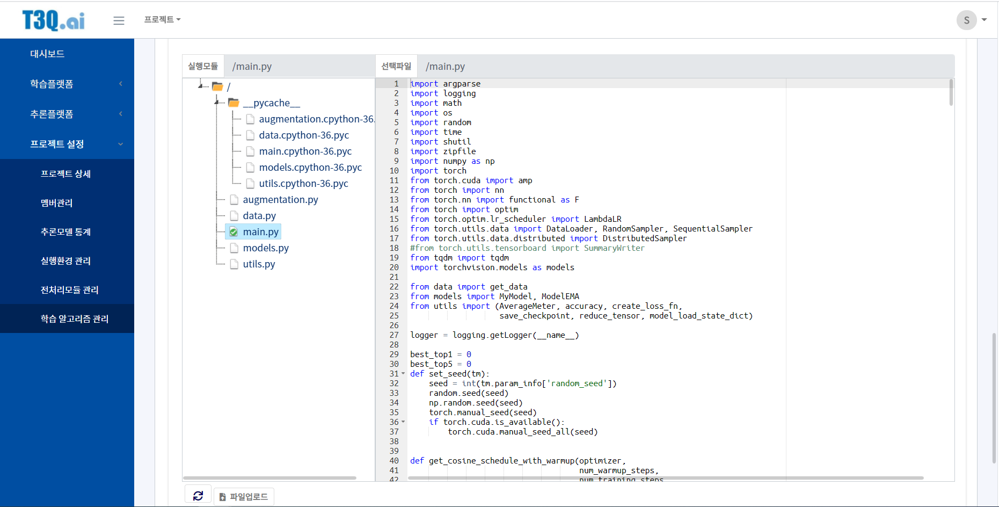 T3Q.ai
프로젝트
S
대시보드
학습플랫폼
추론플랫폼
프로젝트 설정
프로젝트 상세
멤버관리
추론모델 통계
실행환경 관리
전처리모듈 관리
학습 알고리즘 관리
실행모듈 /main.py
/
__pycache__
augmentation.cpython-36.
data.cpython-36.pyc
main.cpython-36.pyc
models.cpython-36.pyc
utils.cpython-36.pyc
augmentation.py
data.py
main.py
models.py
utils.py
파일업로드
선택파일 /main.py
1 import argparse
2 import logging
3 import math
4 import os
5 import random
6 import time
7 import shutil
8 import zipfile
9 import numpy as np
10 import torch
11 from torch.cuda import amp
12 from torch import nn
13 from torch.nn import functional as F
14 from torch import optim
15 from torch.optim.lr_scheduler import LambdaLR
16 from torch.utils.data import DataLoader, RandomSampler, SequentialSampler
17 from torch.utils.data.distributed import DistributedSampler
18 #from torch.utils.tensorboard import SummaryWriter
19 from tqdm import tqdm
20 import torchvision.models as models
21
22 from data import get_data
23 from models import MyModel, ModelEMA
24 from utils import (AverageMeter, accuracy, create_loss_fn,
25 save_checkpoint, reduce_tensor, model_load_state_dict)
26
27 logger = logging.getLogger(__name__)
28
29 best_top1 = 0
30 best_top5 = 0
31 def set_seed(tm):
32 seed = int(tm.param_info['random_seed'])
33 random.seed(seed)
34 np.random.seed(seed)
35 torch.manual_seed(seed)
36 if torch.cuda.is_available():
37 torch.cuda.manual_seed_all(seed)
38
39
40 def get_cosine_schedule_with_warmup(optimizer,
41 num_warmup_steps,
42 num_training_steps